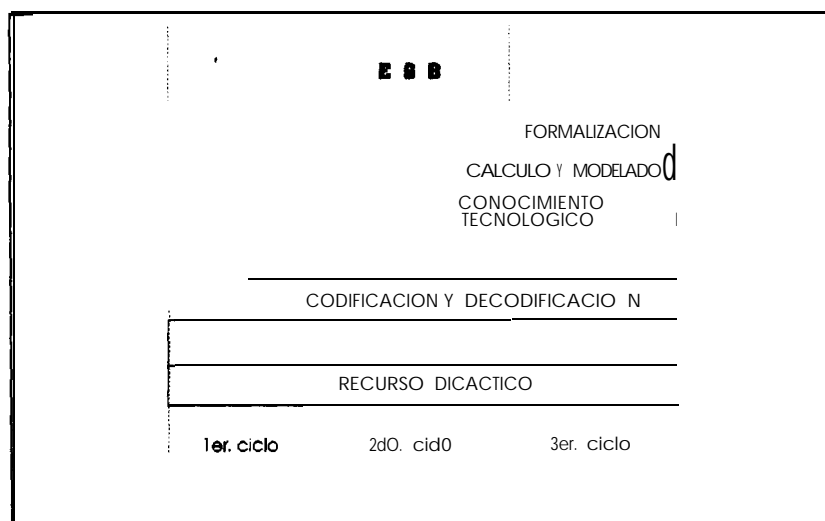 E G B
FORMALIZACION
CALCULO Y MODELADO d
CONOCIMIENTO
TECNOLOGICO
CODIFICACION Y DECODIFICACIO N
RECURSO DICACTICO
1er. ciclo 2dO. cid0 3er. ciclo